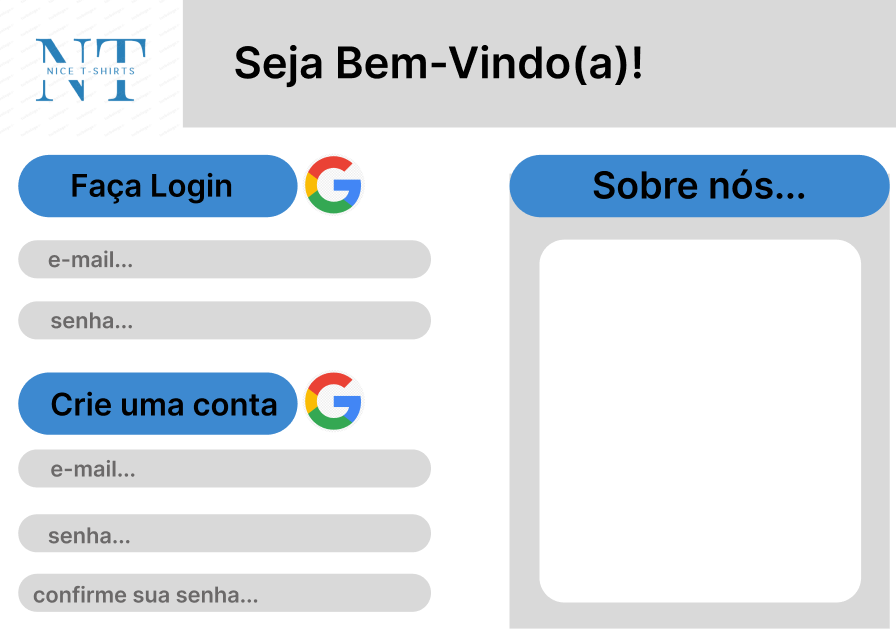 NT
NICE T-SHIRTS
Seja Bem-Vindo(a)!
Faça Login
e-mail...
senha...
Crie uma conta
e-mail...
senha...
confirme sua senha...
Sobre nós...